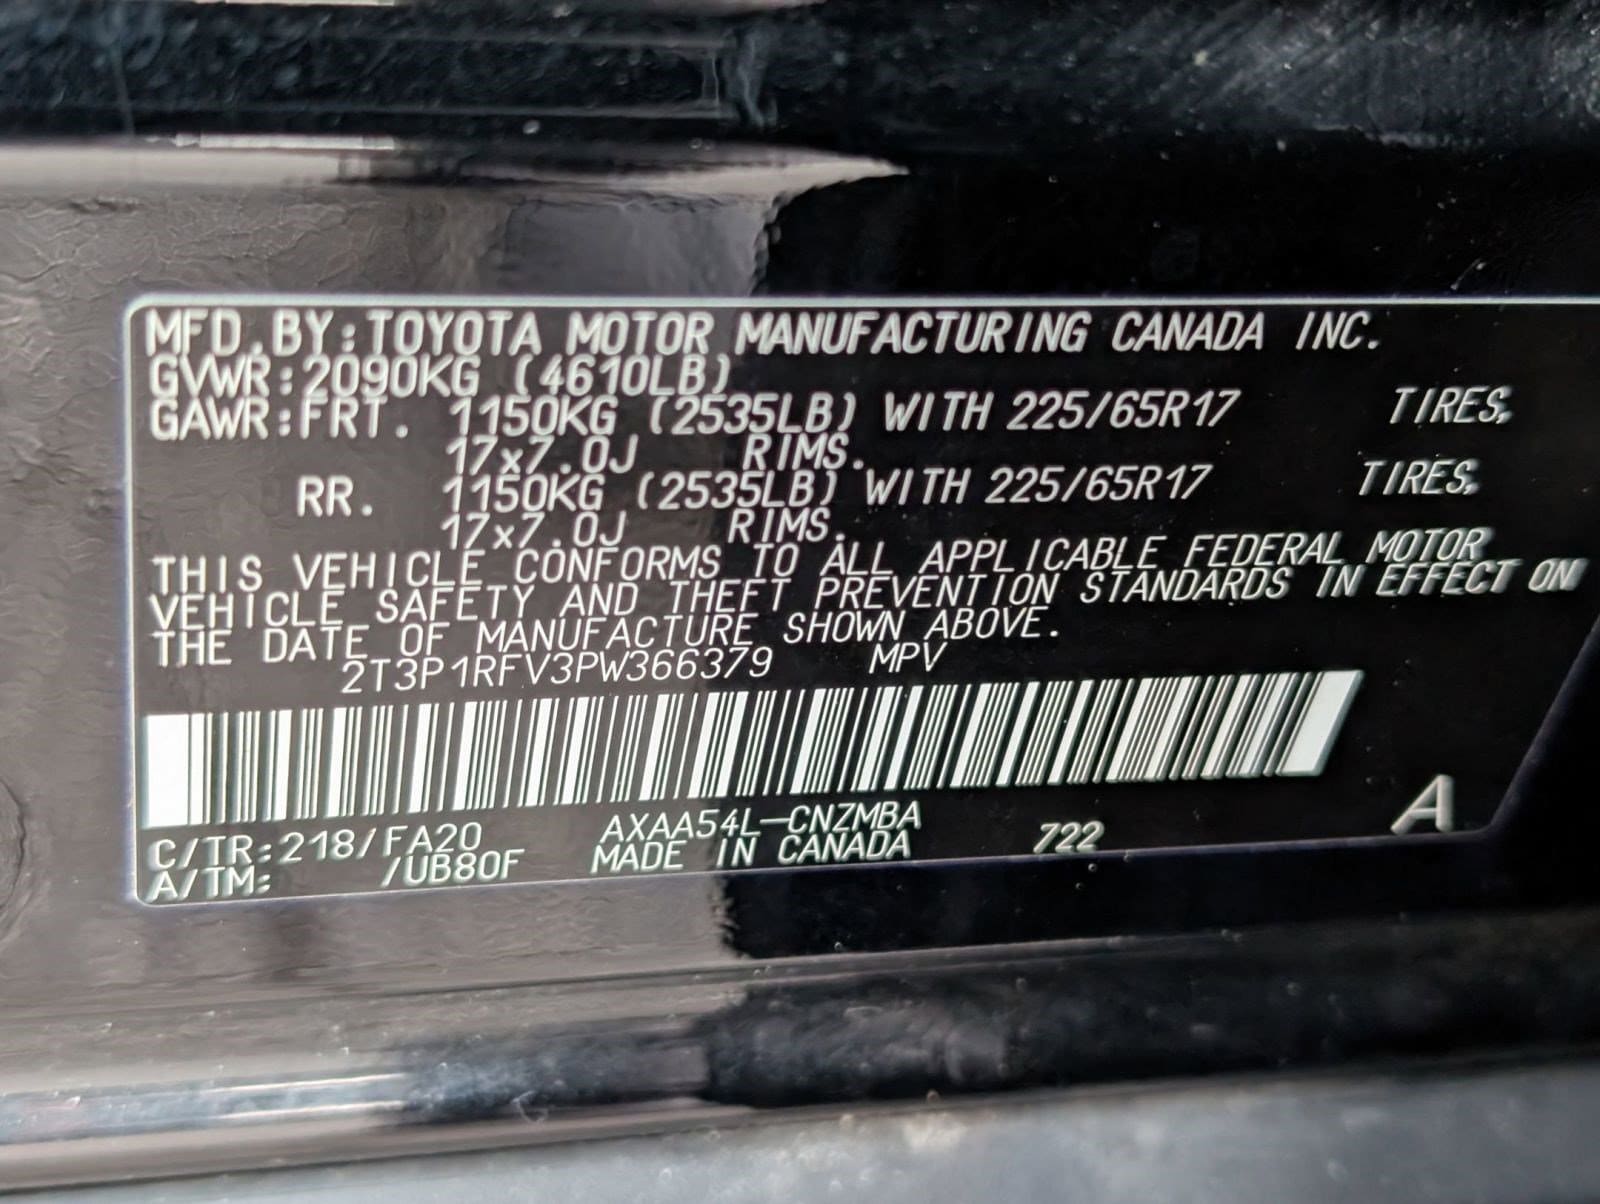 MFD.BY:TOYOTA MOTOR MANUFACTURING CANADA INC.
GVWR:2090KG (4610LB)
GAWR:FRT. 1150KG (2535LB) WITH 225/65R17 TIRES,
17x7.0J RIMS.
RR. 1150KG (2535LB) WITH 225/65R17 TIRES,
17x7.0J RIMS.
THIS VEHICLE CONFORMS TO ALL APPLICABLE FEDERAL MOTOR
VEHICLE SAFETY AND THEFT PREVENTION STANDARDS IN EFFECT ON
THE DATE OF MANUFACTURE SHOWN ABOVE.
2T3P1RFV3PW366379 MPV
C/TR:218/FA20 AXAA54L-CNZMBA 722 A
A/TM: /UB80F MADE IN CANADA